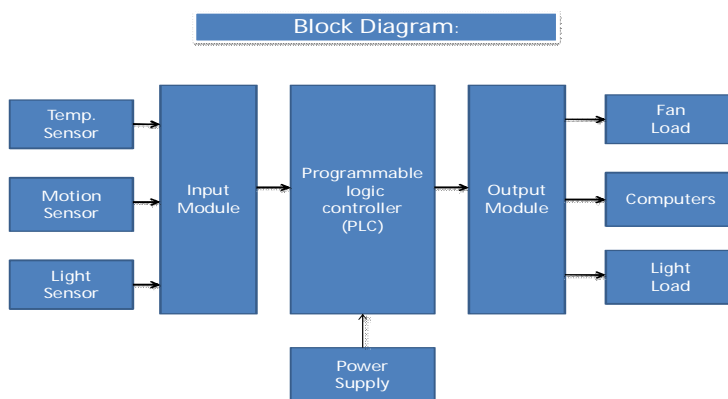 Block Diagram:
Temp.
Sensor
Motion
Sensor
Light
Sensor
Input
Module
Programmable
logic
controller
(PLC)
Output
Module
Fan
Load
Computers
Light
Load
Power
Supply